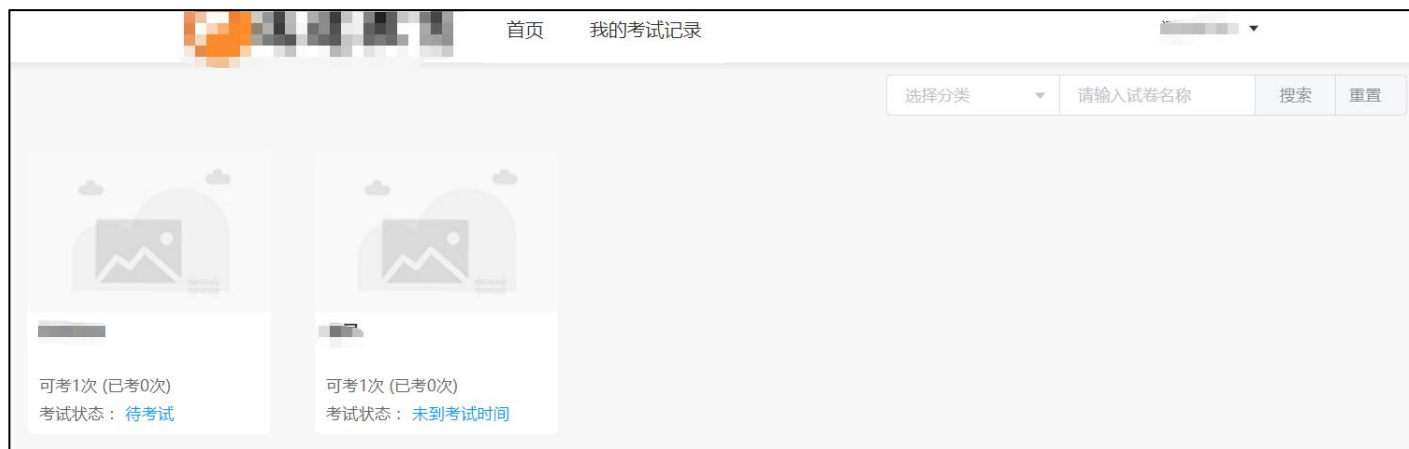 首页 我的考试记录
选择分类 请输入试卷名称 搜索 重置
可考1次 (已考0次)
考试状态： 待考试
可考1次 (已考0次)
考试状态： 未到考试时间